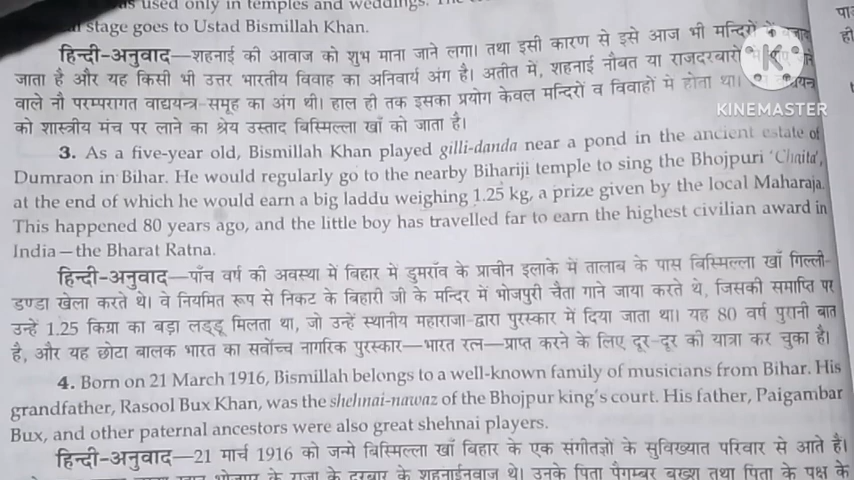 used only in temples and weddings. The
stage goes to Ustad Bismillah Khan.
हिन्दी-अनुवाद—शहनाई की आवाज को शुभ माना जाने लगा। तथा इसी कारण से इसे आज भी मन्दिरों में
जाता है और यह किसी भी उत्तर भारतीय विवाह का अनिवार्य अंग है। अतीत में, शहनाई नौबत या राजदरबारों
वाले नौ परम्परागत वाद्ययन्त्र-समूह का अंग थी। हाल ही तक इसका प्रयोग केवल मन्दिरों व विवाहों में होता था।
को शास्त्रीय मंच पर लाने का श्रेय उस्ताद बिस्मिल्ला खाँ को जाता है।
KINEMASTER
3. As a five-year old, Bismillah Khan played gilli-danda near a pond in the ancient estate of
Dumraon in Bihar. He would regularly go to the nearby Bihariji temple to sing the Bhojpuri 'Chaita',
at the end of which he would earn a big laddu weighing 1.25 kg, a prize given by the local Maharaja.
This happened 80 years ago, and the little boy has travelled far to earn the highest civilian award in
India—the Bharat Ratna.
हिन्दी-अनुवाद—पाँच वर्ष की अवस्था में बिहार में डुमराँव के प्राचीन इलाके में तालाब के पास बिस्मिल्ला खाँ गिल्ली-
डण्डा खेला करते थे। वे नियमित रूप से निकट के बिहारी जी के मन्दिर में भोजपुरी चैता गाने जाया करते थे, जिसकी समाप्ति पर
उन्हें 1.25 किग्रा का बड़ा लड्डू मिलता था, जो उन्हें स्थानीय महाराजा द्वारा पुरस्कार में दिया जाता था। यह 80 वर्ष पुरानी बात
है, और यह छोटा बालक भारत का सर्वोच्च नागरिक पुरस्कार—भारत रत्न—प्राप्त करने के लिए दूर-दूर की यात्रा कर चुका है।
4. Born on 21 March 1916, Bismillah belongs to a well-known family of musicians from Bihar. His
grandfather, Rasool Bux Khan, was the shehnai-nawaz of the Bhojpur king's court. His father, Paigambar
Bux, and other paternal ancestors were also great shehnai players.
हिन्दी-अनुवाद—21 मार्च 1916 को जन्मे बिस्मिल्ला खाँ बिहार के एक संगीतज्ञों के सुविख्यात परिवार से आते हैं।
के राजा के दरबार के शहनाईनवाज थे। उनके पिता पैगम्बर बख्श तथा पिता के पक्ष के